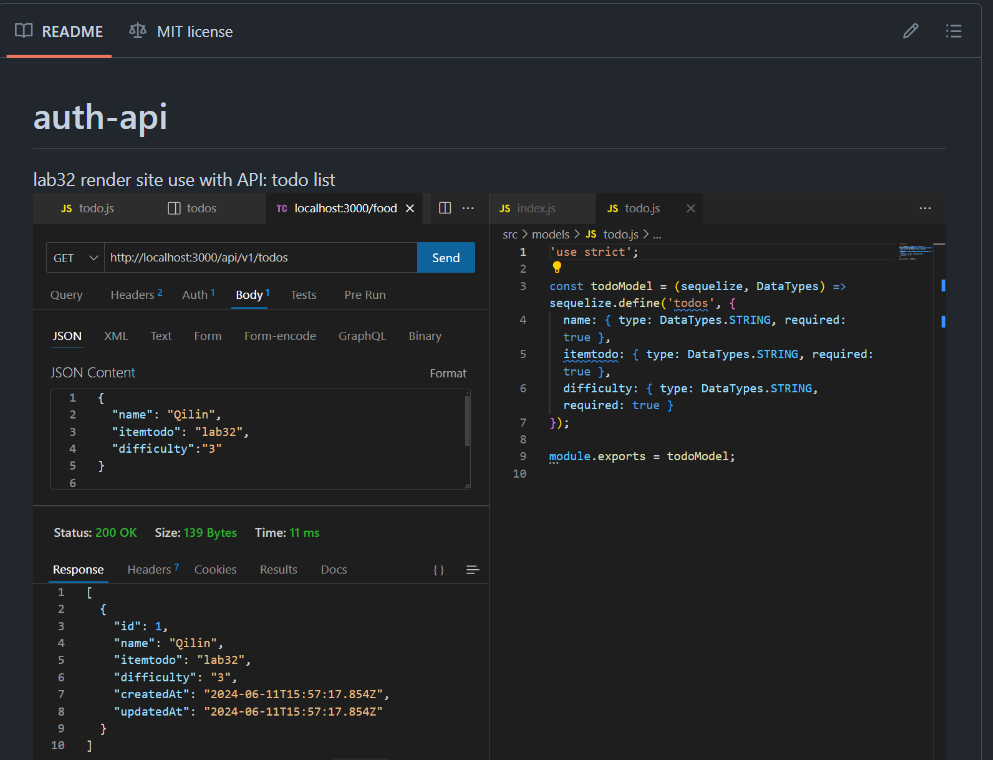 README MIT license
auth-api
lab32 render site use with API: todo list
JS todo.js todos TC localhost:3000/food
GET http://localhost:3000/api/v1/todos Send
Query Headers 2 Auth 1 Body 1 Tests Pre Run
JSON XML Text Form Form-encode GraphQL Binary
JSON Content Format
1 {
2 "name": "Qilin",
3 "itemtodo": "lab32",
4 "difficulty":"3"
5 }
6
Status: 200 OK Size: 139 Bytes Time: 11 ms
Response Headers 7 Cookies Results Docs { }
1 [
2 {
3 "id": 1,
4 "name": "Qilin",
5 "itemtodo": "lab32",
6 "difficulty": "3",
7 "createdAt": "2024-06-11T15:57:17.854Z",
8 "updatedAt": "2024-06-11T15:57:17.854Z"
9 }
10 ]
JS index.js JS todo.js
src > models > JS todo.js > ...
1 'use strict';
2
3 const todoModel = (sequelize, DataTypes) =>
sequelize.define('todos', {
4 name: { type: DataTypes.STRING, required:
true },
5 itemtodo: { type: DataTypes.STRING, required:
true },
6 difficulty: { type: DataTypes.STRING,
required: true }
7 });
8
9 module.exports = todoModel;
10